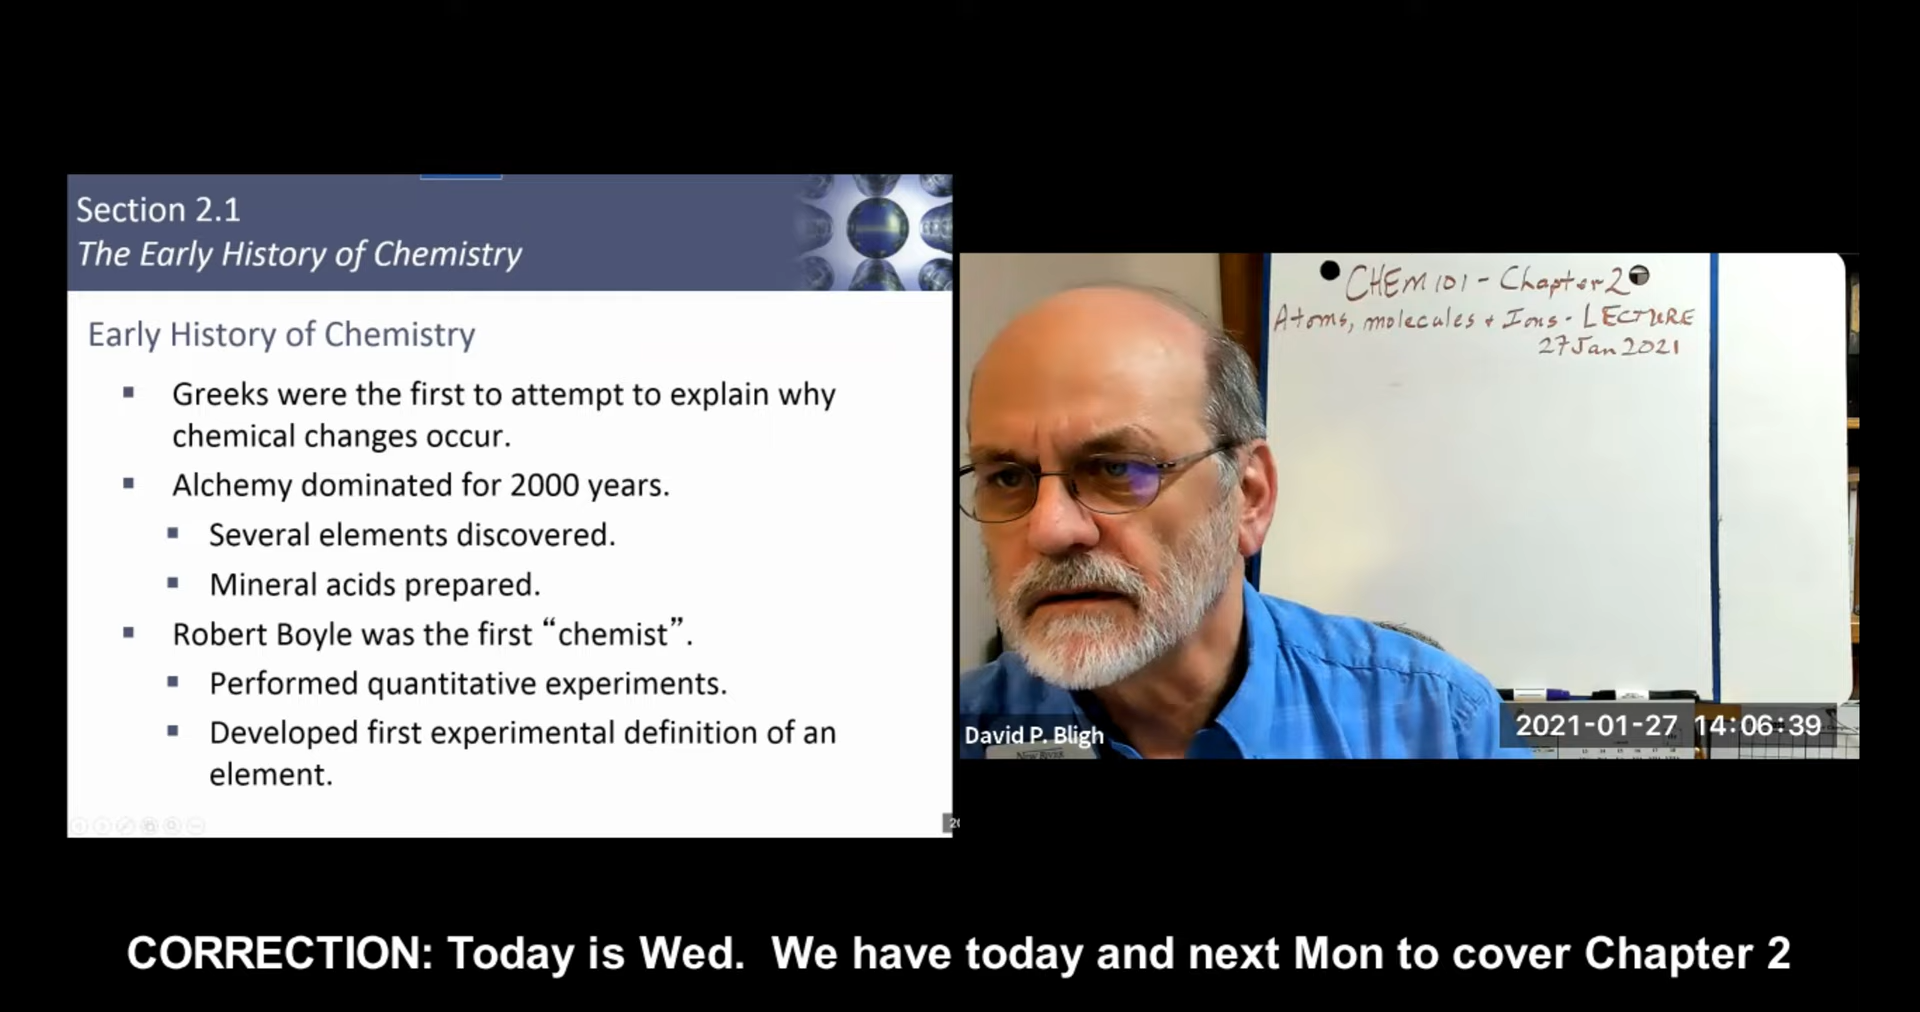 Section 2.1
The Early History of Chemistry
Early History of Chemistry
▪ Greeks were the first to attempt to explain why
chemical changes occur.
▪ Alchemy dominated for 2000 years.
▪ Several elements discovered.
▪ Mineral acids prepared.
▪ Robert Boyle was the first “chemist”.
▪ Performed quantitative experiments.
▪ Developed first experimental definition of an
element.
CHEM 101 - Chapter 2
Atoms, molecules + Ions - LECTURE
27 Jan 2021
David P. Bligh
2021-01-27 14:06:39
CORRECTION: Today is Wed. We have today and next Mon to cover Chapter 2